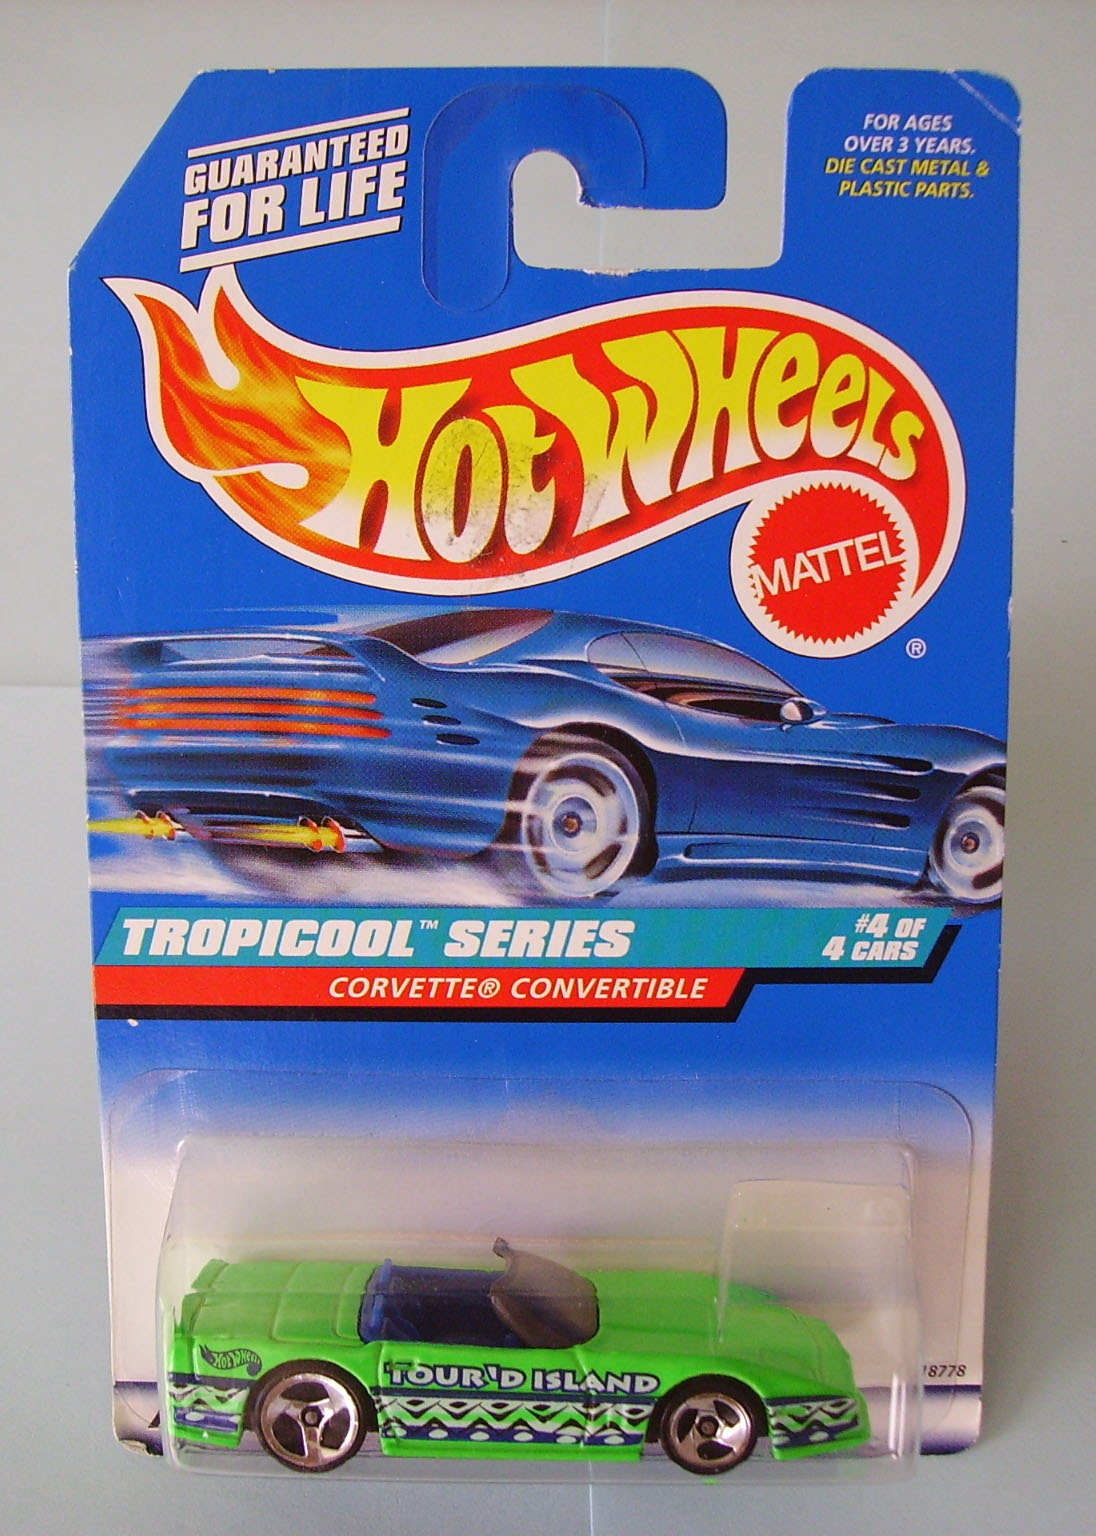 GUARANTEED
FOR LIFE
FOR AGES
OVER 3 YEARS.
DIE CAST METAL &
PLASTIC PARTS.
HOT WHEELS
MATTEL
®
TROPICOOL™ SERIES
#4 OF
4 CARS
CORVETTE® CONVERTIBLE
HOT WHEELS
TOUR'D ISLAND
18778